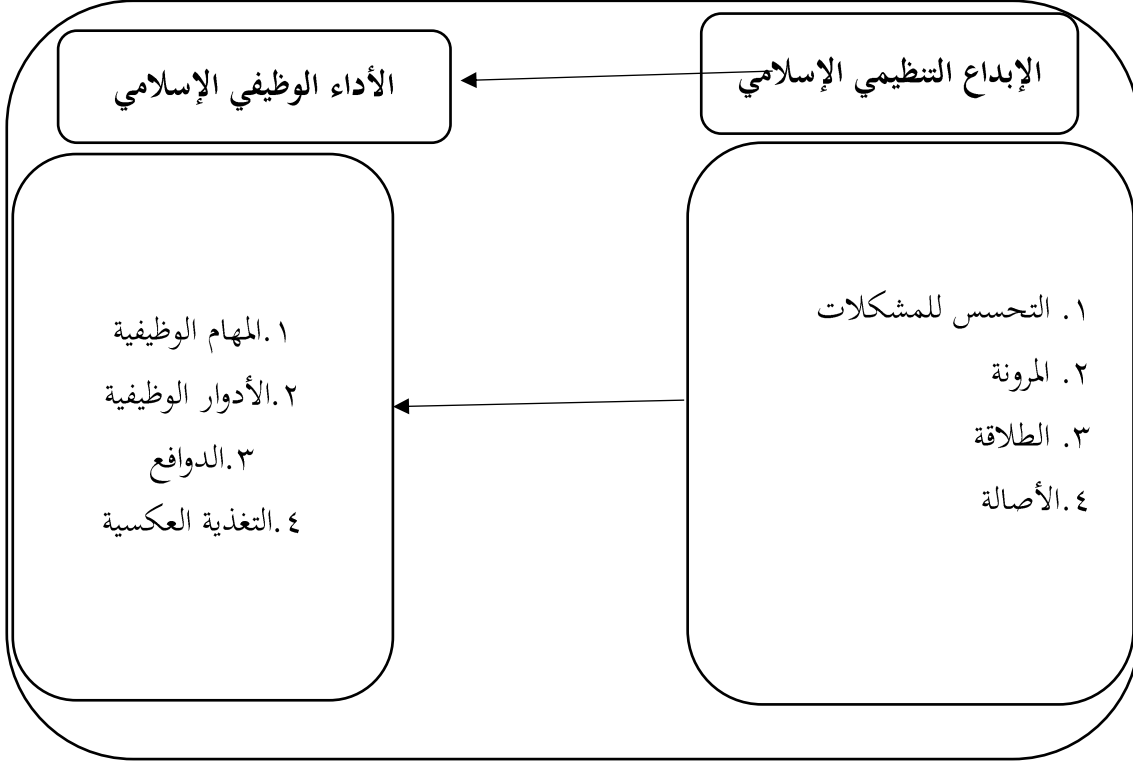 الإبداع التنظيمي الإسلامي
الأداء الوظيفي الإسلامي
١. التحسس للمشكلات
٢. المرونة
٣. الطلاقة
٤.الأصالة
١.المهام الوظيفية
٢.الأدوار الوظيفية
٣.الدوافع
٤.التغذية العكسية